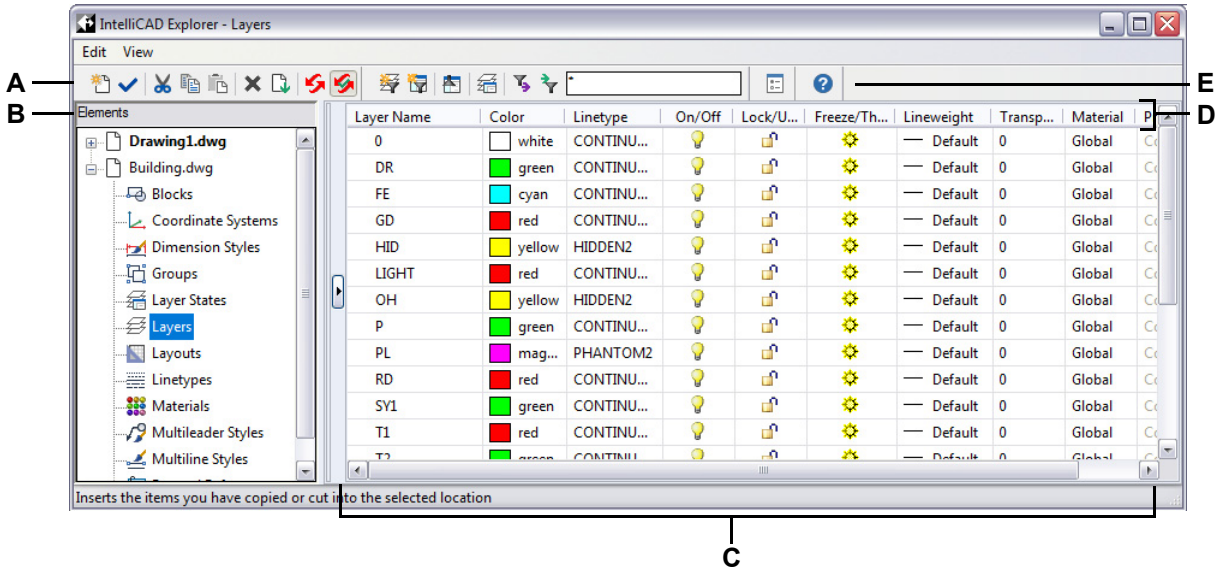 IntelliCAD Explorer - Layers
Edit View
A
E
B
Elements
Layer Name Color Linetype On/Off Lock/U... Freeze/Th... Lineweight Transp... Material P
D
Drawing1.dwg
Building.dwg
Blocks
Coordinate Systems
Dimension Styles
Groups
Layer States
Layers
Layouts
Linetypes
Materials
Multileader Styles
Multiline Styles
*
0 white CONTINU... Default 0 Global
DR green CONTINU... Default 0 Global
FE cyan CONTINU... Default 0 Global
GD red CONTINU... Default 0 Global
HID yellow HIDDEN2 Default 0 Global
LIGHT red CONTINU... Default 0 Global
OH yellow HIDDEN2 Default 0 Global
P green CONTINU... Default 0 Global
PL mag... PHANTOM2 Default 0 Global
RD red CONTINU... Default 0 Global
SY1 green CONTINU... Default 0 Global
T1 red CONTINU... Default 0 Global
T2 green CONTINU... Default 0 Global
Inserts the items you have copied or cut into the selected location
C